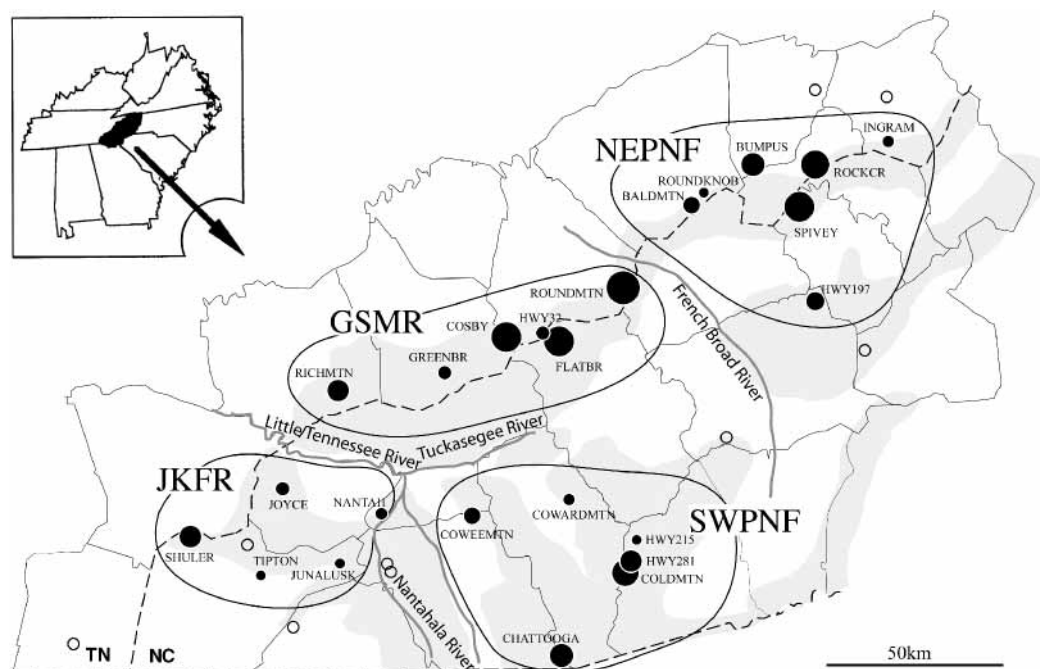 INGRAM
NEPNF
BUMPUS
ROCKCR
ROUNDKNOB
BALDMTN
SPIVEY
HWY197
ROUNDMTN
French Broad River
GSMR
COSBY
HWY32
FLATBR
GREENBR
RICHMTN
Little Tennessee River
Tuckasegee River
JKFR
JOYCE
NANTAH
SHULER
TIPTON
JUNALUSK
COWEEMTN
COWARDMTN
SWPNF
HWY215
HWY281
COLDMTN
Nantahala River
CHATTOOGA
TN NC
50km